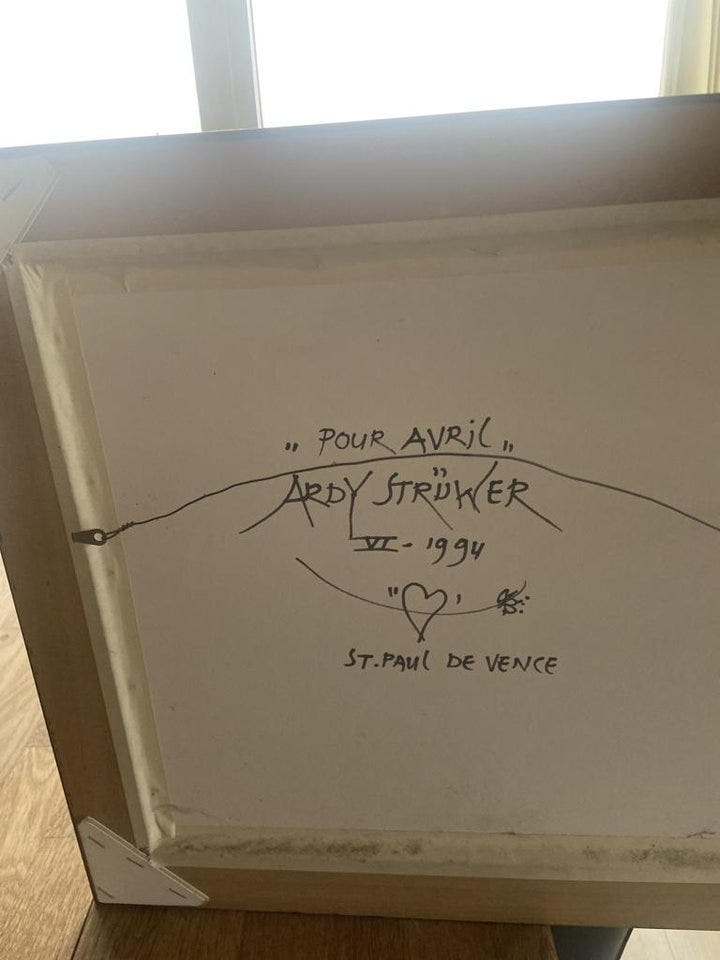 „ POUR AVRiL „
ARDY STRÜWER
VI - 1994
"♡'
ST.PAUL DE VENCE